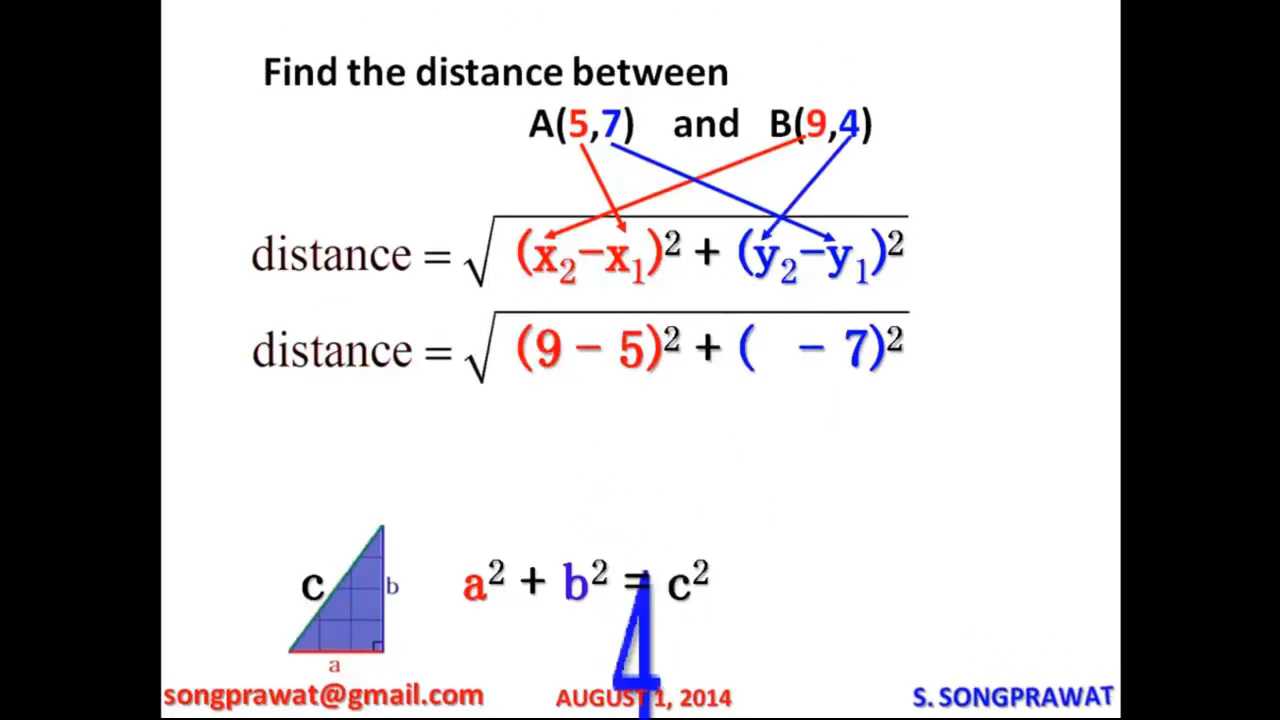 Find the distance between
A(5,7) and B(9,4)
distance = √(x₂−x₁)² + (y₂−y₁)²
distance = √(9 − 5)² + (  − 7)²
c b a² + b² = c²
a
4
songprawat@gmail.com AUGUST 1, 2014 S. SONGPRAWAT